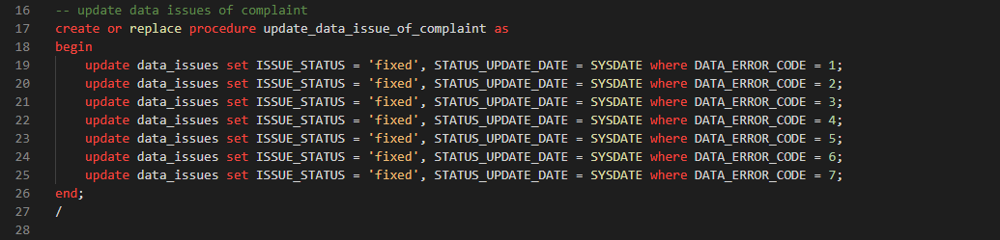 16 -- update data issues of complaint
17 create or replace procedure update_data_issue_of_complaint as
18 begin
19     update data_issues set ISSUE_STATUS = 'fixed', STATUS_UPDATE_DATE = SYSDATE where DATA_ERROR_CODE = 1;
20     update data_issues set ISSUE_STATUS = 'fixed', STATUS_UPDATE_DATE = SYSDATE where DATA_ERROR_CODE = 2;
21     update data_issues set ISSUE_STATUS = 'fixed', STATUS_UPDATE_DATE = SYSDATE where DATA_ERROR_CODE = 3;
22     update data_issues set ISSUE_STATUS = 'fixed', STATUS_UPDATE_DATE = SYSDATE where DATA_ERROR_CODE = 4;
23     update data_issues set ISSUE_STATUS = 'fixed', STATUS_UPDATE_DATE = SYSDATE where DATA_ERROR_CODE = 5;
24     update data_issues set ISSUE_STATUS = 'fixed', STATUS_UPDATE_DATE = SYSDATE where DATA_ERROR_CODE = 6;
25     update data_issues set ISSUE_STATUS = 'fixed', STATUS_UPDATE_DATE = SYSDATE where DATA_ERROR_CODE = 7;
26 end;
27 /
28